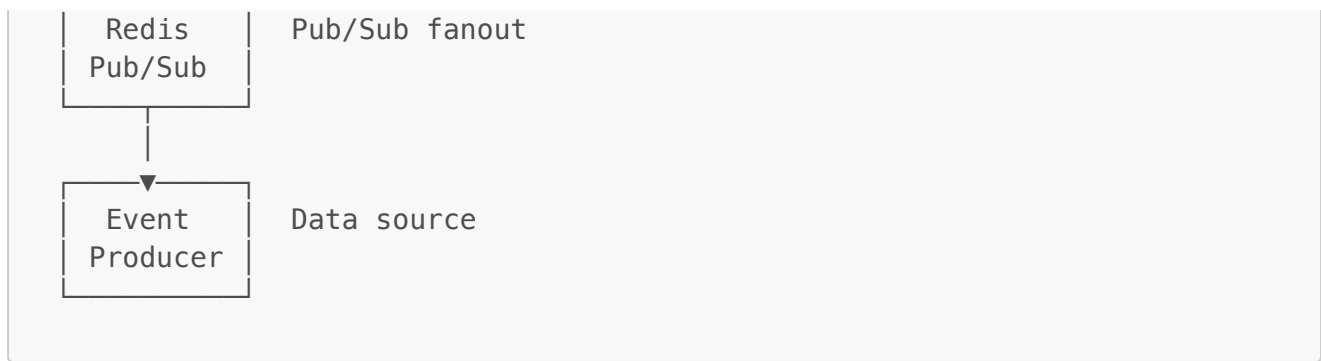 Redis Pub/Sub fanout
Pub/Sub
Event Data source
Producer